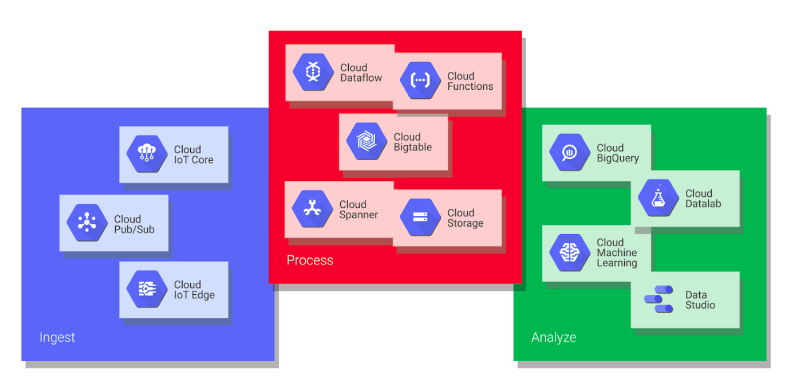 Cloud
IoT Core
Cloud
Pub/Sub
Cloud
IoT Edge
Ingest
Cloud
Dataflow
Cloud
Functions
Cloud
Bigtable
Cloud
Spanner
Cloud
Storage
Process
Cloud
BigQuery
Cloud
Datalab
Cloud
Machine
Learning
Data
Studio
Analyze